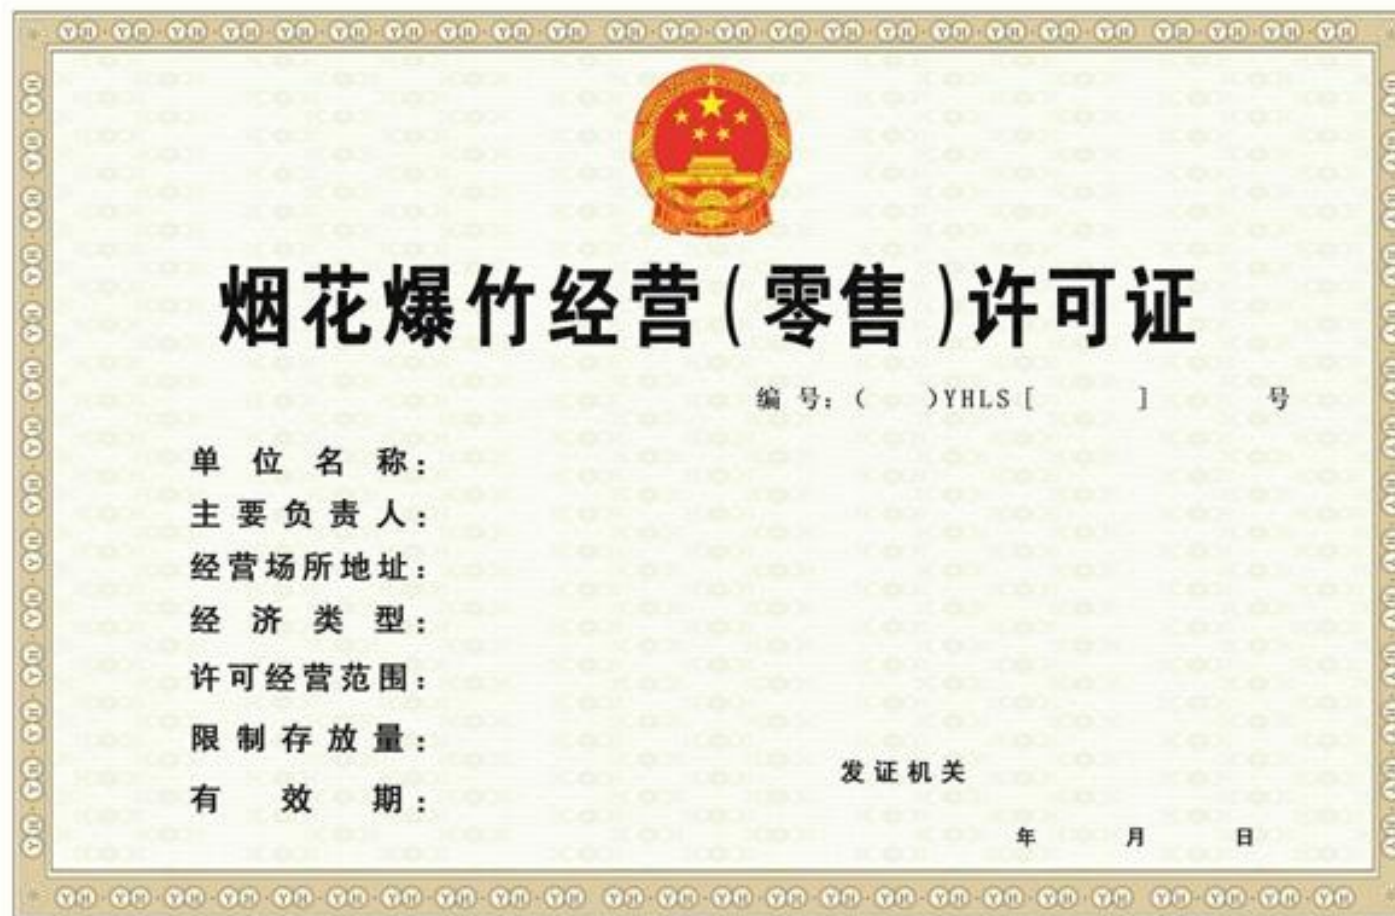 烟花爆竹经营(零售)许可证
编 号:( )YHLS[ ] 号
单位名称:
主要负责人:
经营场所地址:
经济类型:
许可经营范围:
限制存放量:
发证机关
有效期:
年 月 日